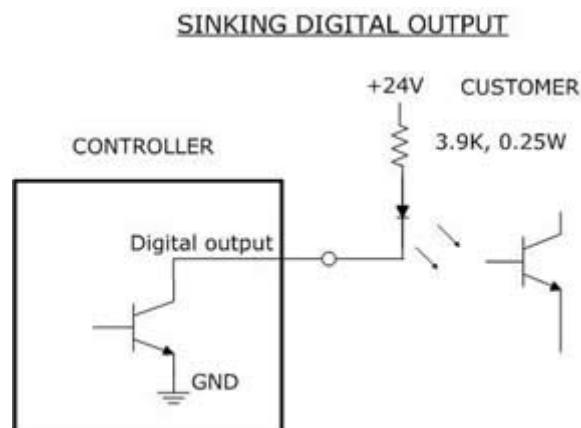 SINKING DIGITAL OUTPUT
+24V
CUSTOMER
3.9K, 0.25W
CONTROLLER
Digital output
GND